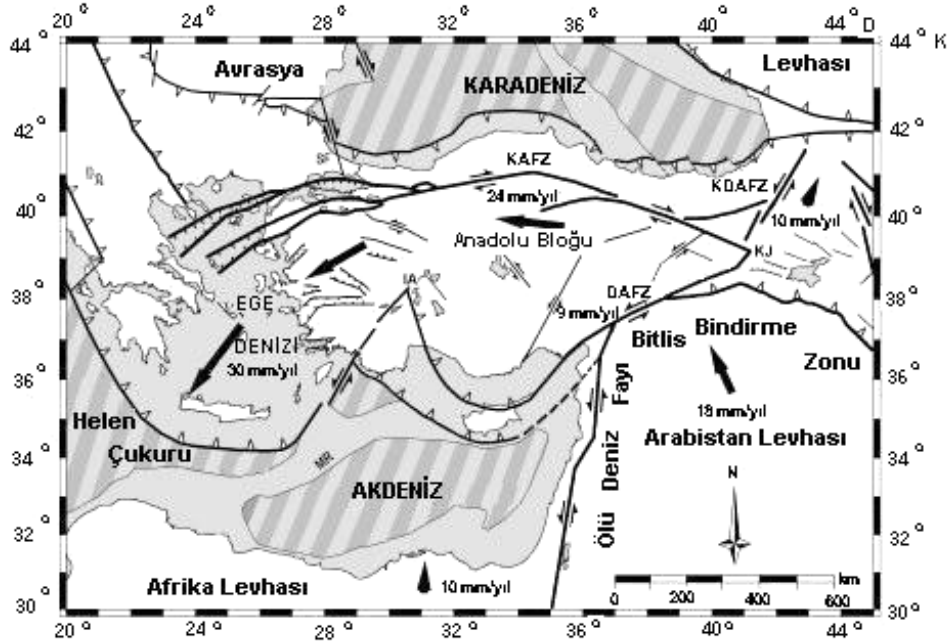 20° 24° 28° 32° 36° 40° 44° D
44° 44° K
Avrasya
Levhası
KARADENİZ
42° 42°
SF
KAFZ
24 mm/yıl
KDAFZ
10 mm/yıl
40° 40°
Anadolu Bloğu
KJ
IA
38° 38°
EGE
DENİZİ
30 mm/yıl
DAFZ
9 mm/yıl
Bitlis Bindirme
Zonu
36° 36°
18 mm/yıl
Arabistan Levhası
Helen
Çukuru
34° 34°
MR
AKDENİZ
Ölü Deniz Fayı
N
32° 32°
Afrika Levhası
10 mm/yıl
km
0 200 400 600
30° 30°
20° 24° 28° 32° 36° 40° 44°